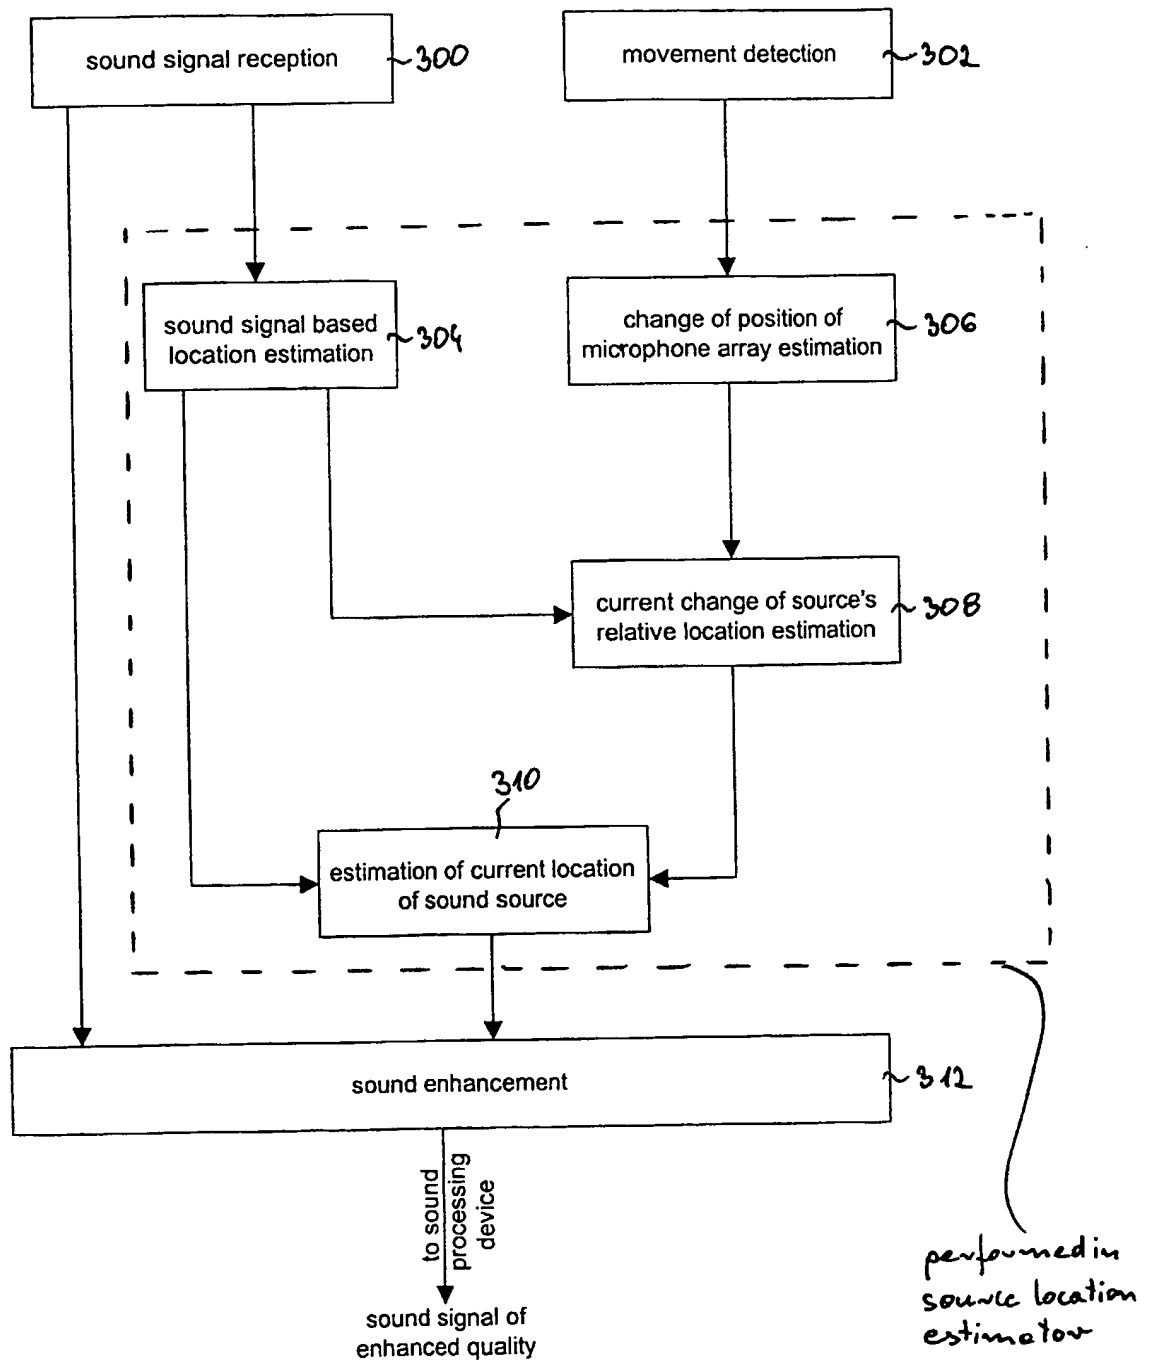 sound signal reception
300
movement detection
302
sound signal based
location estimation
304
change of position of
microphone array estimation
306
current change of source's
relative location estimation
308
310
estimation of current location
of sound source
sound enhancement
312
to sound
processing
device
sound signal of
enhanced quality
performed in
source location
estimator